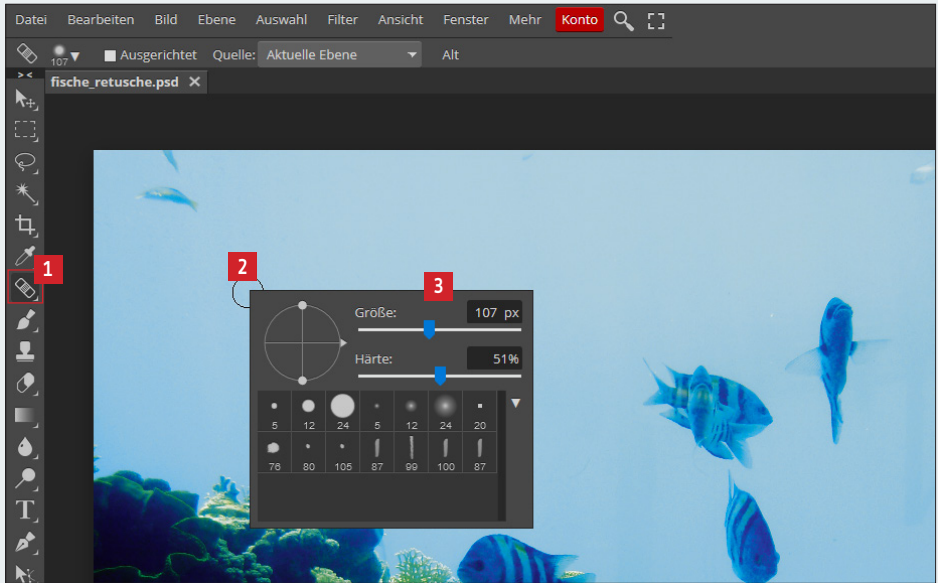 Datei Bearbeiten Bild Ebene Auswahl Filter Ansicht Fenster Mehr Konto
107 Ausgerichtet Quelle: Aktuelle Ebene Alt
> <
fische_retusche.psd
1
2
3
Größe: 107 px
Härte: 51%
5 12 24 5 12 24 20
76 80 105 87 99 100 87
T